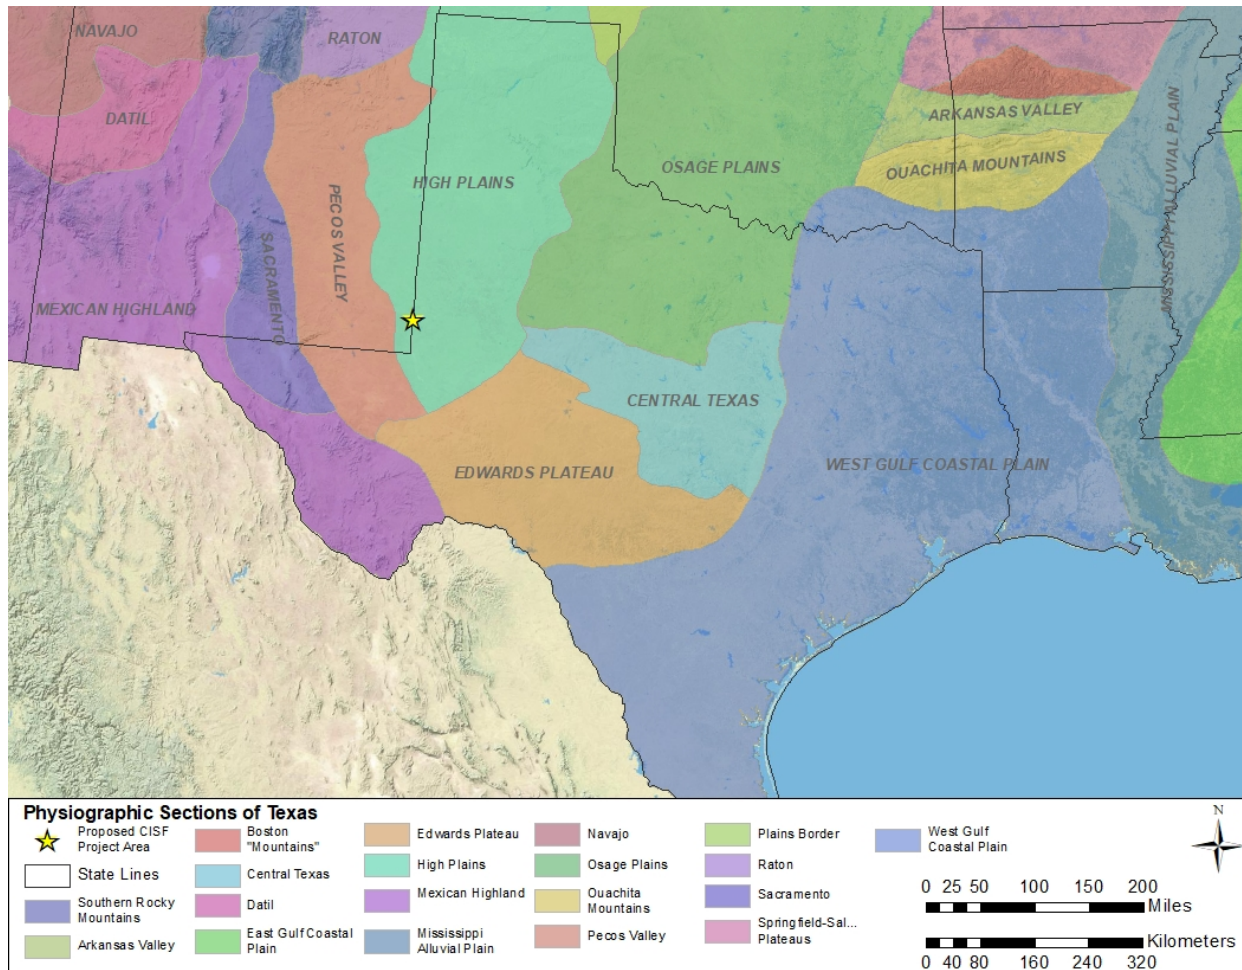 NAVAJO
RATON
DATIL
ARKANSAS VALLEY
OUACHITA MOUNTAINS
OSAGE PLAINS
HIGH PLAINS
PECOS VALLEY
SACRAMENTO
MISSISSIPPI ALLUVIAL PLAIN
MEXICAN HIGHLAND
CENTRAL TEXAS
EDWARDS PLATEAU
WEST GULF COASTAL PLAIN
Physiographic Sections of Texas
Proposed CISF
Project Area
State Lines
Southern Rocky
Mountains
Arkansas Valley
Boston
"Mountains"
Central Texas
Datil
East Gulf Coastal
Plain
Edwards Plateau
High Plains
Mexican Highland
Mississippi
Alluvial Plain
Navajo
Osage Plains
Ouachita
Mountains
Pecos Valley
Plains Border
Raton
Sacramento
Springfield-Sal...
Plateaus
West Gulf
Coastal Plain
N
0 25 50 100 150 200
Miles
Kilometers
0 40 80 160 240 320